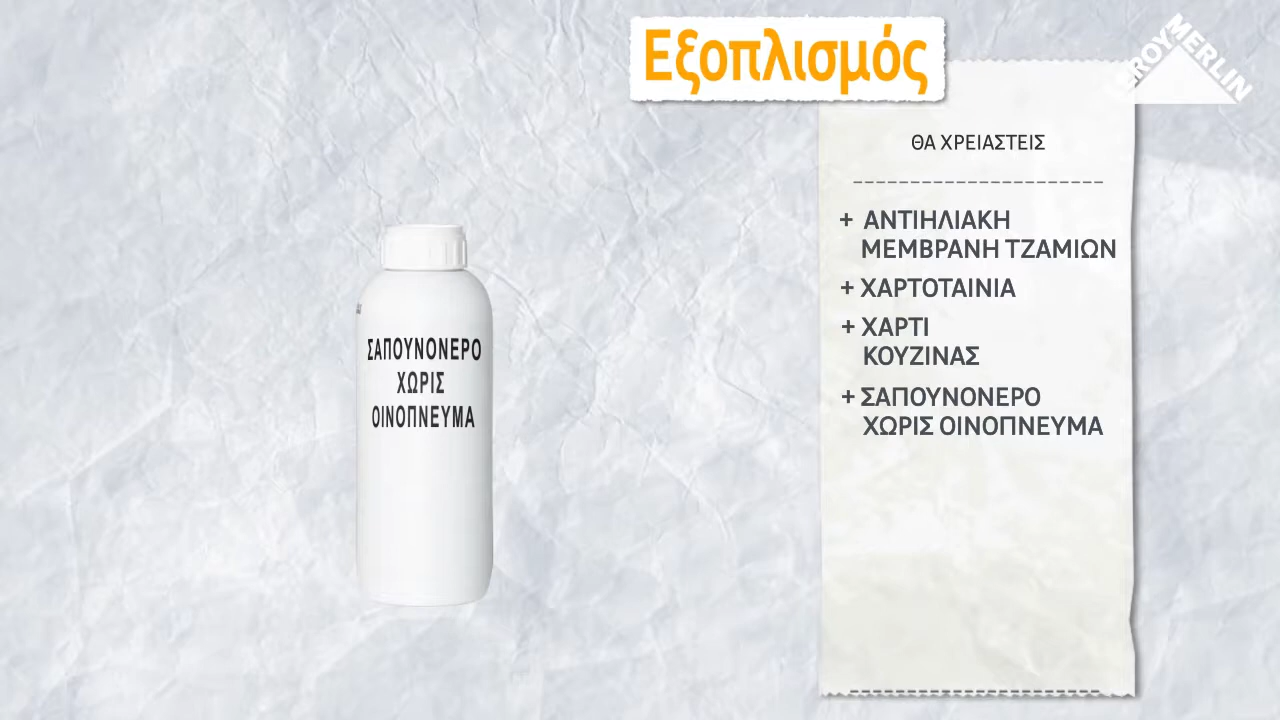 Εξοπλισμός
LEROY MERLIN
ΘΑ ΧΡΕΙΑΣΤΕΙΣ
+ ΑΝΤΙΗΛΙΑΚΗ
ΜΕΜΒΡΑΝΗ ΤΖΑΜΙΩΝ
+ ΧΑΡΤΟΤΑΙΝΙΑ
+ ΧΑΡΤΙ
ΚΟΥΖΙΝΑΣ
+ ΣΑΠΟΥΝΟΝΕΡΟ
ΧΩΡΙΣ ΟΙΝΟΠΝΕΥΜΑ
ΣΑΠΟΥΝΟΝΕΡΟ
ΧΩΡΙΣ
ΟΙΝΟΠΝΕΥΜΑ